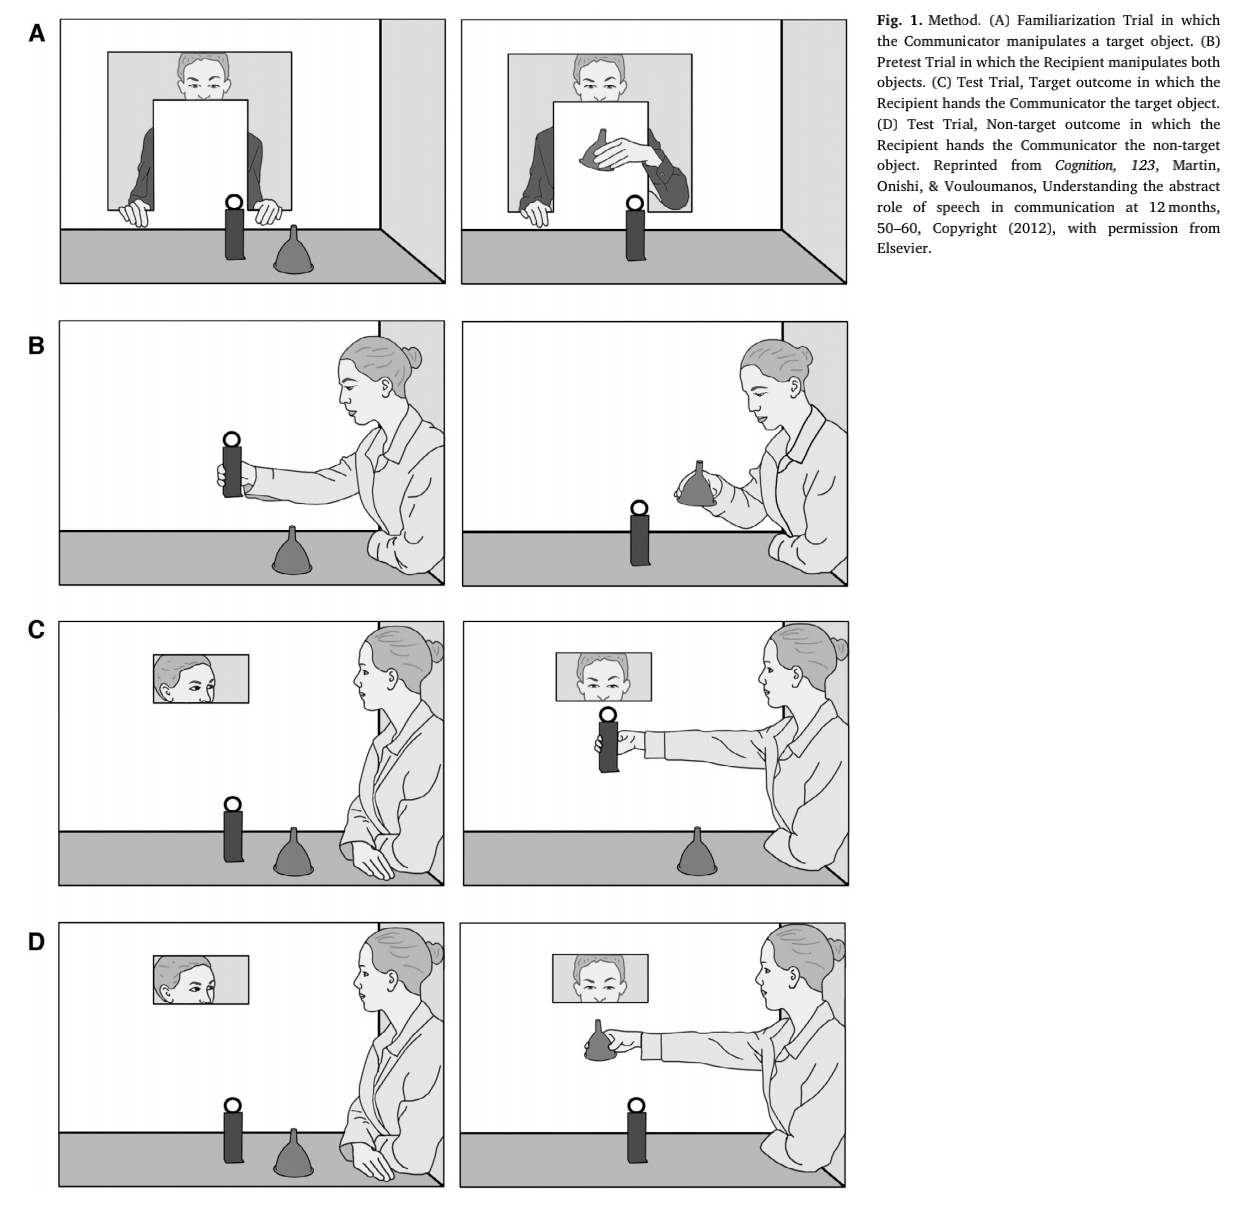 A
Fig. 1. Method. (A) Familiarization Trial in which
the Communicator manipulates a target object. (B)
Pretest Trial in which the Recipient manipulates both
objects. (C) Test Trial, Target outcome in which the
Recipient hands the Communicator the target object.
(D) Test Trial, Non-target outcome in which the
Recipient hands the Communicator the non-target
object. Reprinted from Cognition, 123, Martin,
Onishi, & Vouloumanos, Understanding the abstract
role of speech in communication at 12 months,
50–60, Copyright (2012), with permission from
Elsevier.
B
C
D